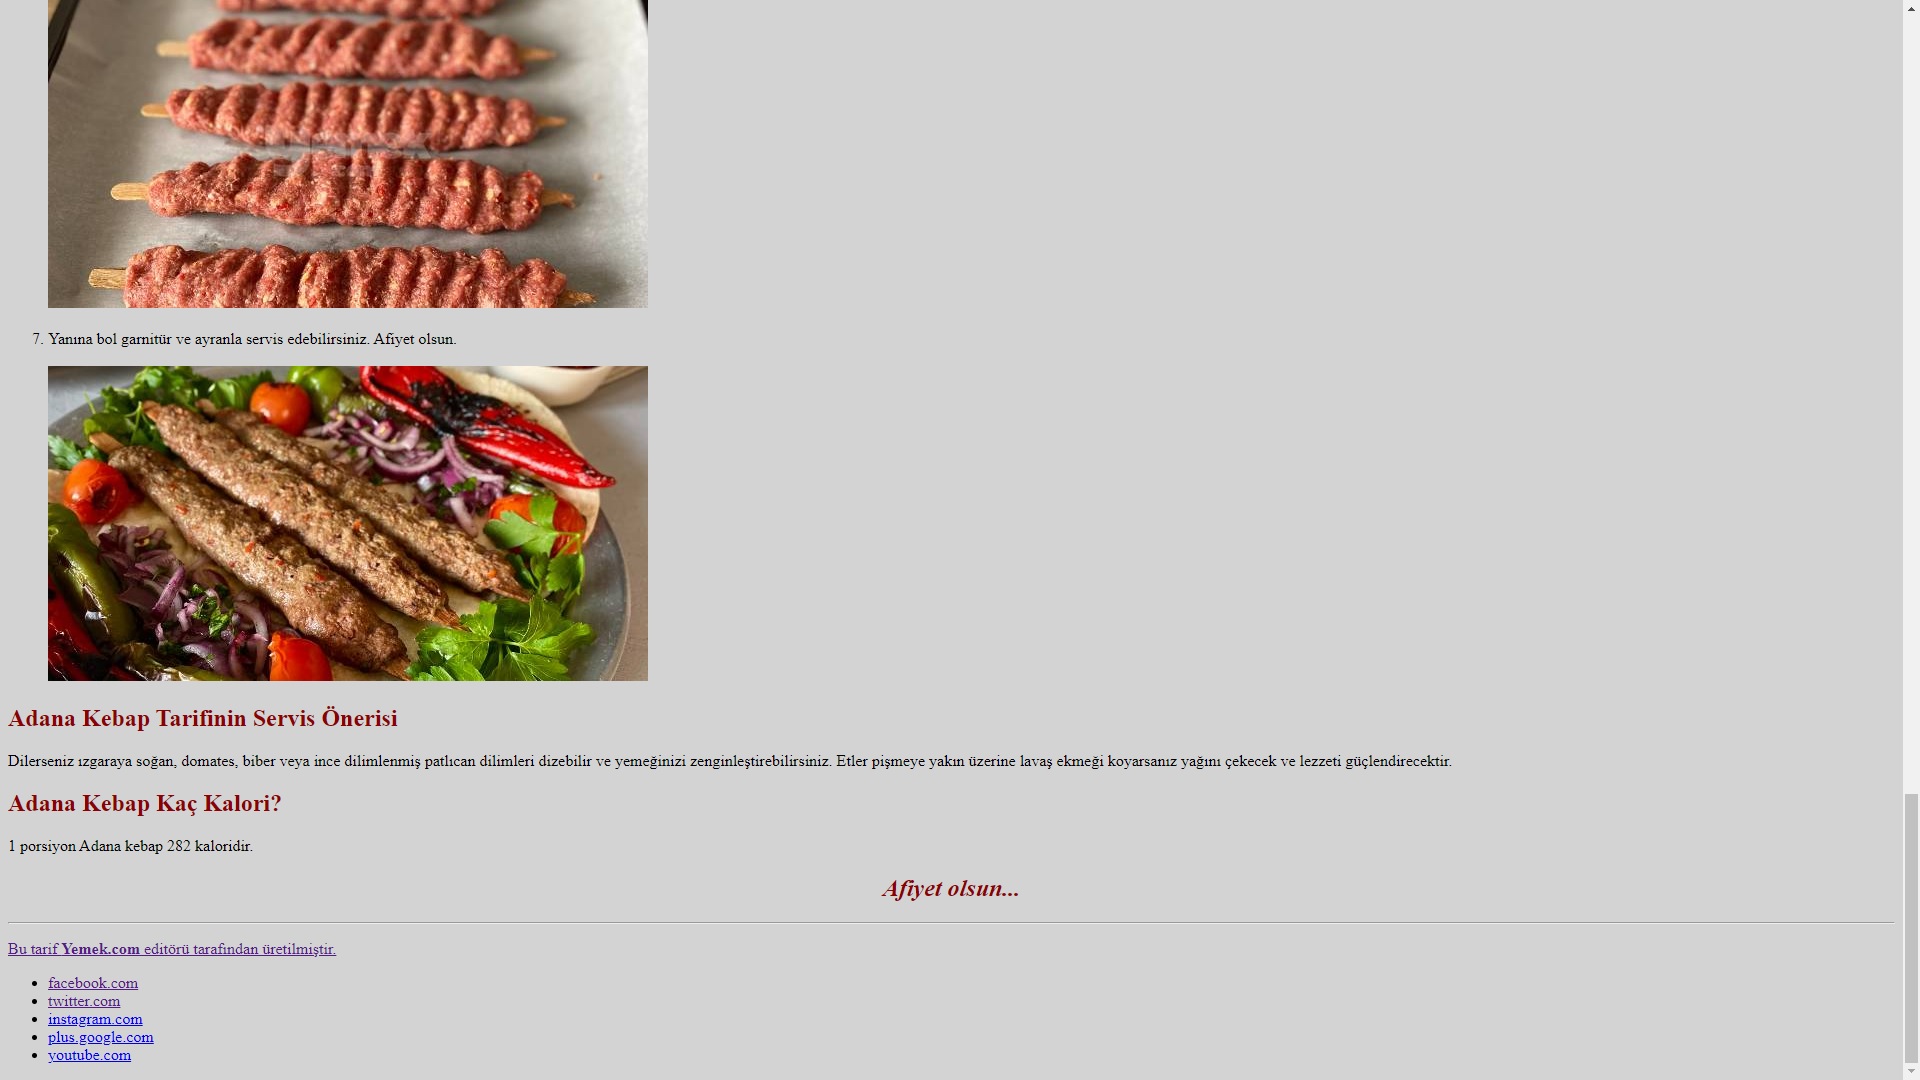 7. Yanına bol garnitür ve ayranla servis edebilirsiniz. Afiyet olsun.
Adana Kebap Tarifinin Servis Önerisi
Dilerseniz ızgaraya soğan, domates, biber veya ince dilimlenmiş patlıcan dilimleri dizebilir ve yemeğinizi zenginleştirebilirsiniz. Etler pişmeye yakın üzerine lavaş ekmeği koyarsanız yağını çekecek ve lezzeti güçlendirecektir.
Adana Kebap Kaç Kalori?
1 porsiyon Adana kebap 282 kaloridir.
Afiyet olsun...
Bu tarif Yemek.com editörü tarafından üretilmiştir.
facebook.com
twitter.com
instagram.com
plus.google.com
youtube.com